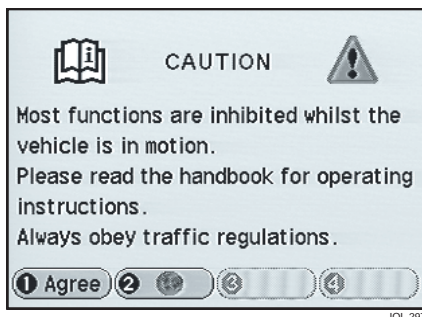 CAUTION
Most functions are inhibited whilst the
vehicle is in motion.
Please read the handbook for operating
instructions.
Always obey traffic regulations.
1 Agree 2 3 4